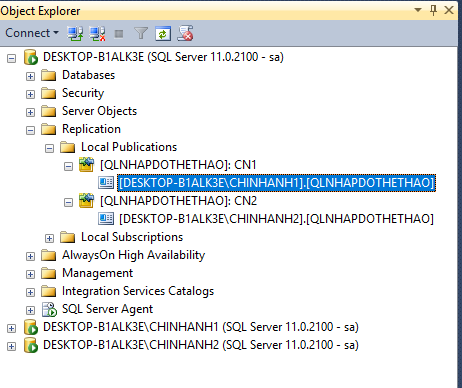 Object Explorer
Connect
DESKTOP-B1ALK3E (SQL Server 11.0.2100 - sa)
Databases
Security
Server Objects
Replication
Local Publications
[QLNHAPDOTHETHAO]: CN1
[DESKTOP-B1ALK3E\CHINHANH1].[QLNHAPDOTHETHAO]
[QLNHAPDOTHETHAO]: CN2
[DESKTOP-B1ALK3E\CHINHANH2].[QLNHAPDOTHETHAO]
Local Subscriptions
AlwaysOn High Availability
Management
Integration Services Catalogs
SQL Server Agent
DESKTOP-B1ALK3E\CHINHANH1 (SQL Server 11.0.2100 - sa)
DESKTOP-B1ALK3E\CHINHANH2 (SQL Server 11.0.2100 - sa)